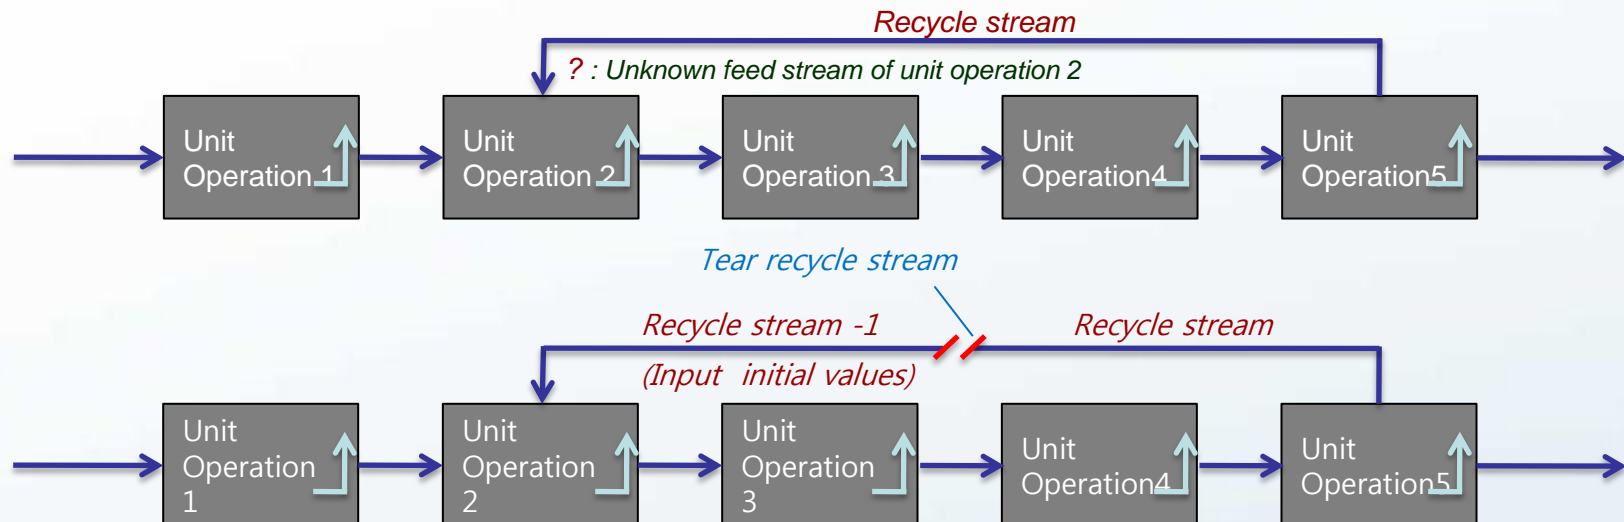 Recycle stream
? : Unknown feed stream of unit operation 2
Unit
Operation 1
Unit
Operation 2
Unit
Operation 3
Unit
Operation4
Unit
Operation5
Tear recycle stream
Recycle stream -1
Recycle stream
(Input initial values)
Unit
Operation
1
Unit
Operation
2
Unit
Operation
3
Unit
Operation4
Unit
Operation5